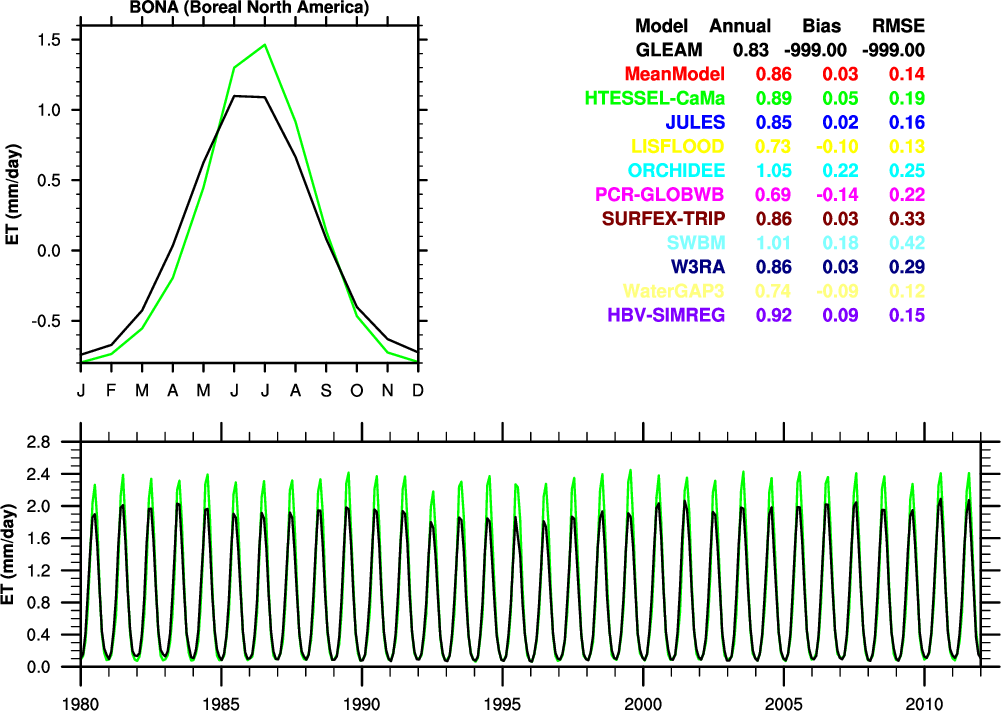 BONA (Boreal North America)
1.5
1.0
0.5
0.0
-0.5
ET (mm/day)
J F M A M J J A S O N D
Model Annual Bias RMSE
GLEAM 0.83 -999.00 -999.00
MeanModel 0.86 0.03 0.14
HTESSEL-CaMa 0.89 0.05 0.19
JULES 0.85 0.02 0.16
LISFLOOD 0.73 -0.10 0.13
ORCHIDEE 1.05 0.22 0.25
PCR-GLOBWB 0.69 -0.14 0.22
SURFEX-TRIP 0.86 0.03 0.33
SWBM 1.01 0.18 0.42
W3RA 0.86 0.03 0.29
WaterGAP3 0.74 -0.09 0.12
HBV-SIMREG 0.92 0.09 0.15
2.8
2.4
2.0
1.6
1.2
0.8
0.4
0.0
ET (mm/day)
1980 1985 1990 1995 2000 2005 2010